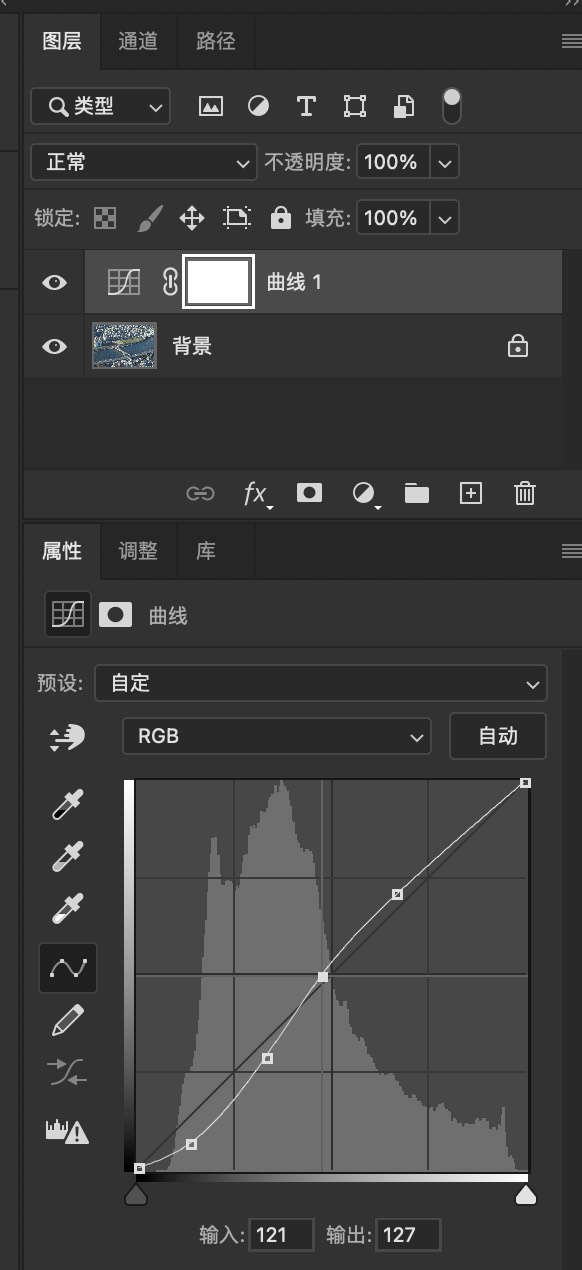 图层 通道 路径
类型
正常 不透明度: 100%
锁定: 填充: 100%
曲线 1
背景
fx
属性 调整 库
曲线
预设: 自定
RGB 自动
输入: 121 输出: 127